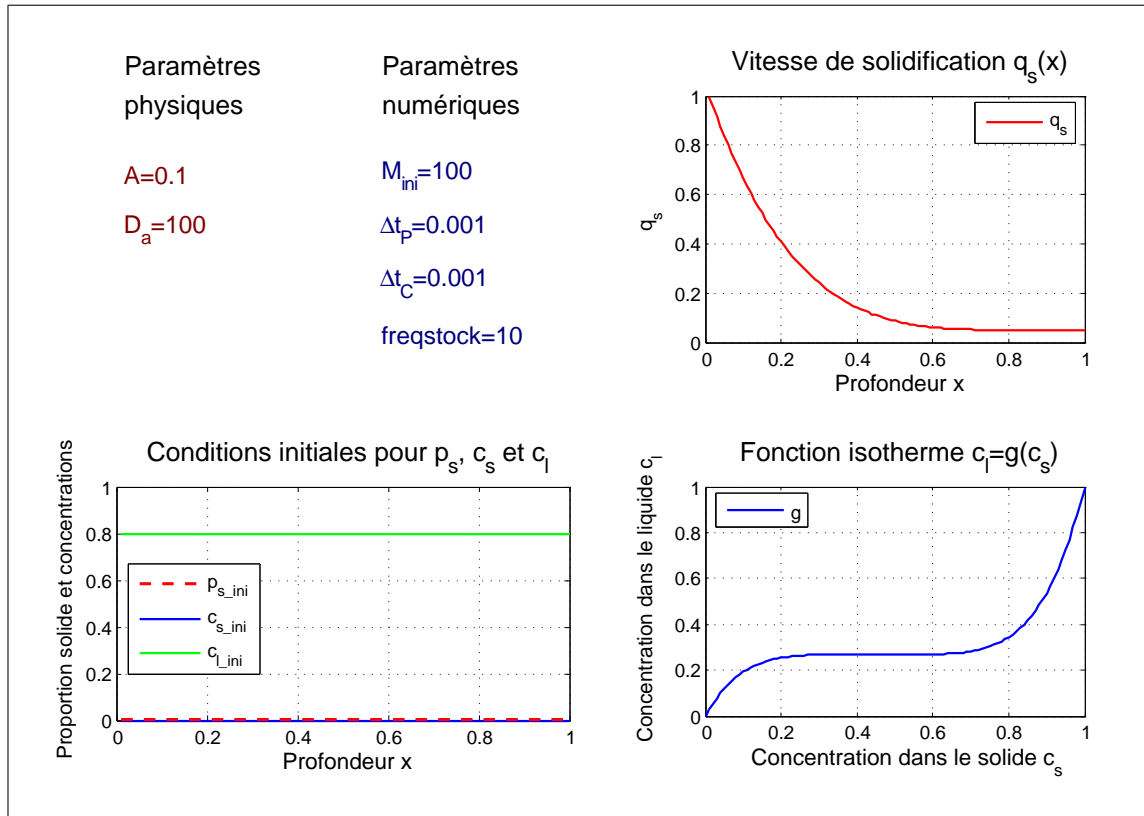 Paramètres
physiques
A=0.1
D_a=100
Paramètres
numériques
M_ini=100
Δt_P=0.001
Δt_C=0.001
freqstock=10
Vitesse de solidification q_s(x)
q_s
1
0.8
0.6
0.4
0.2
0
q_s
0 0.2 0.4 0.6 0.8 1
Profondeur x
Conditions initiales pour p_s, c_s et c_l
Proportion solide et concentrations
1
0.8
0.6
0.4
0.2
0
p_s_ini
c_s_ini
c_l_ini
0 0.2 0.4 0.6 0.8 1
Profondeur x
Fonction isotherme c_l=g(c_s)
Concentration dans le liquide c_l
1
0.8
0.6
0.4
0.2
0
g
0 0.2 0.4 0.6 0.8 1
Concentration dans le solide c_s